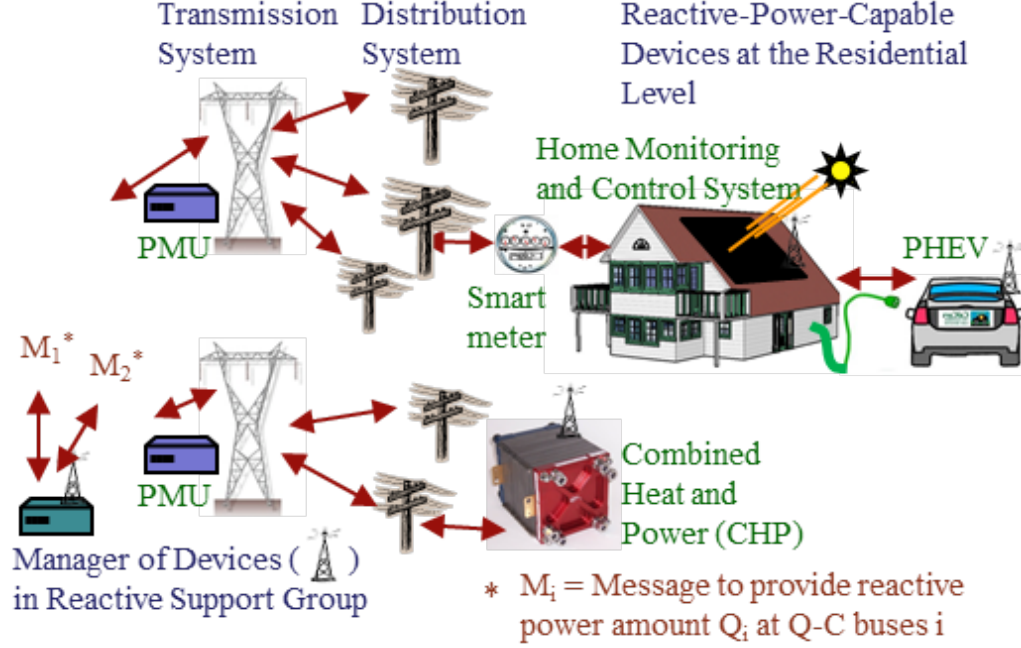 Transmission
System
Distribution
System
Reactive-Power-Capable
Devices at the Residential
Level
Home Monitoring
and Control System
PMU
Smart
meter
PHEV
M₁*
M₂*
PMU
Combined
Heat and
Power (CHP)
Manager of Devices ( )
in Reactive Support Group
* Mᵢ = Message to provide reactive
power amount Qᵢ at Q-C buses i